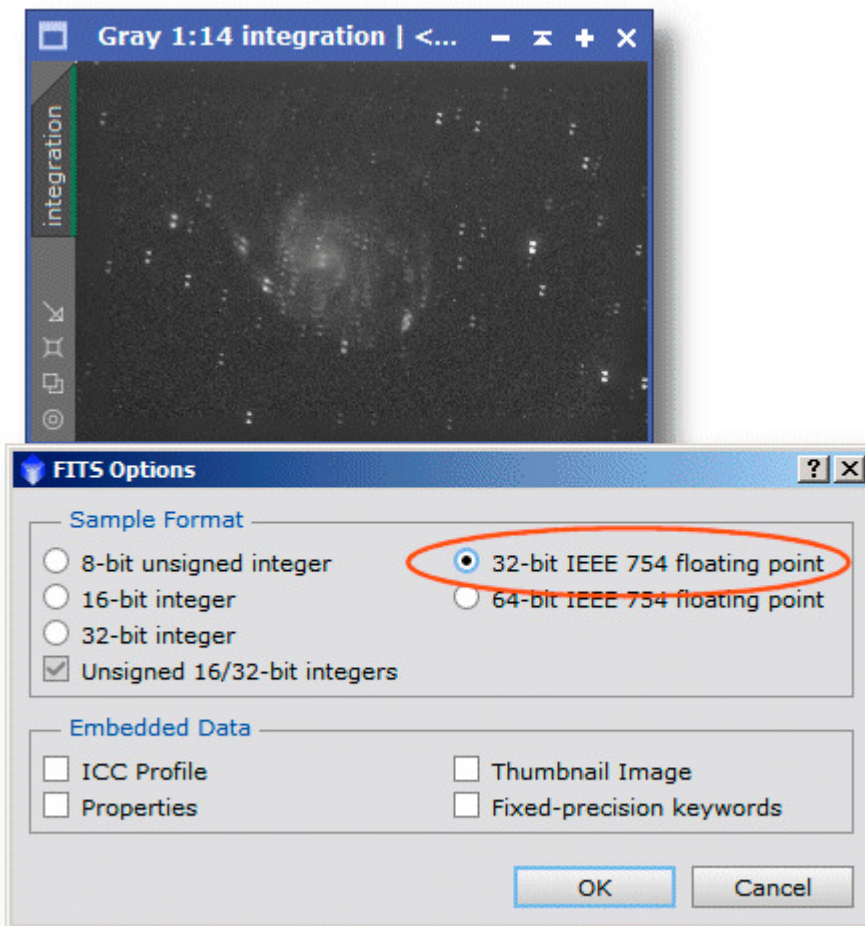 Gray 1:14 integration | <...
integration
FITS Options
Sample Format
8-bit unsigned integer
32-bit IEEE 754 floating point
16-bit integer
64-bit IEEE 754 floating point
32-bit integer
Unsigned 16/32-bit integers
Embedded Data
ICC Profile
Thumbnail Image
Properties
Fixed-precision keywords
OK
Cancel